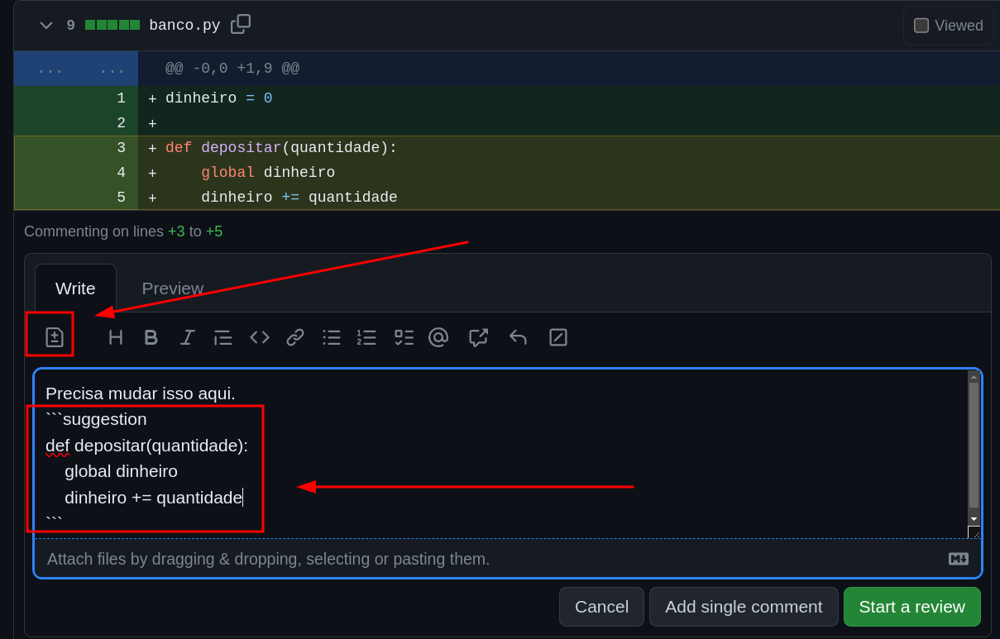 9 banco.py Viewed
... ... @@ -0,0 +1,9 @@
1 + dinheiro = 0
2 +
3 + def depositar(quantidade):
4 +     global dinheiro
5 +     dinheiro += quantidade
Commenting on lines +3 to +5
Write Preview
Precisa mudar isso aqui.
```suggestion
def depositar(quantidade):
    global dinheiro
    dinheiro += quantidade
```
Attach files by dragging & dropping, selecting or pasting them.
Cancel Add single comment Start a review